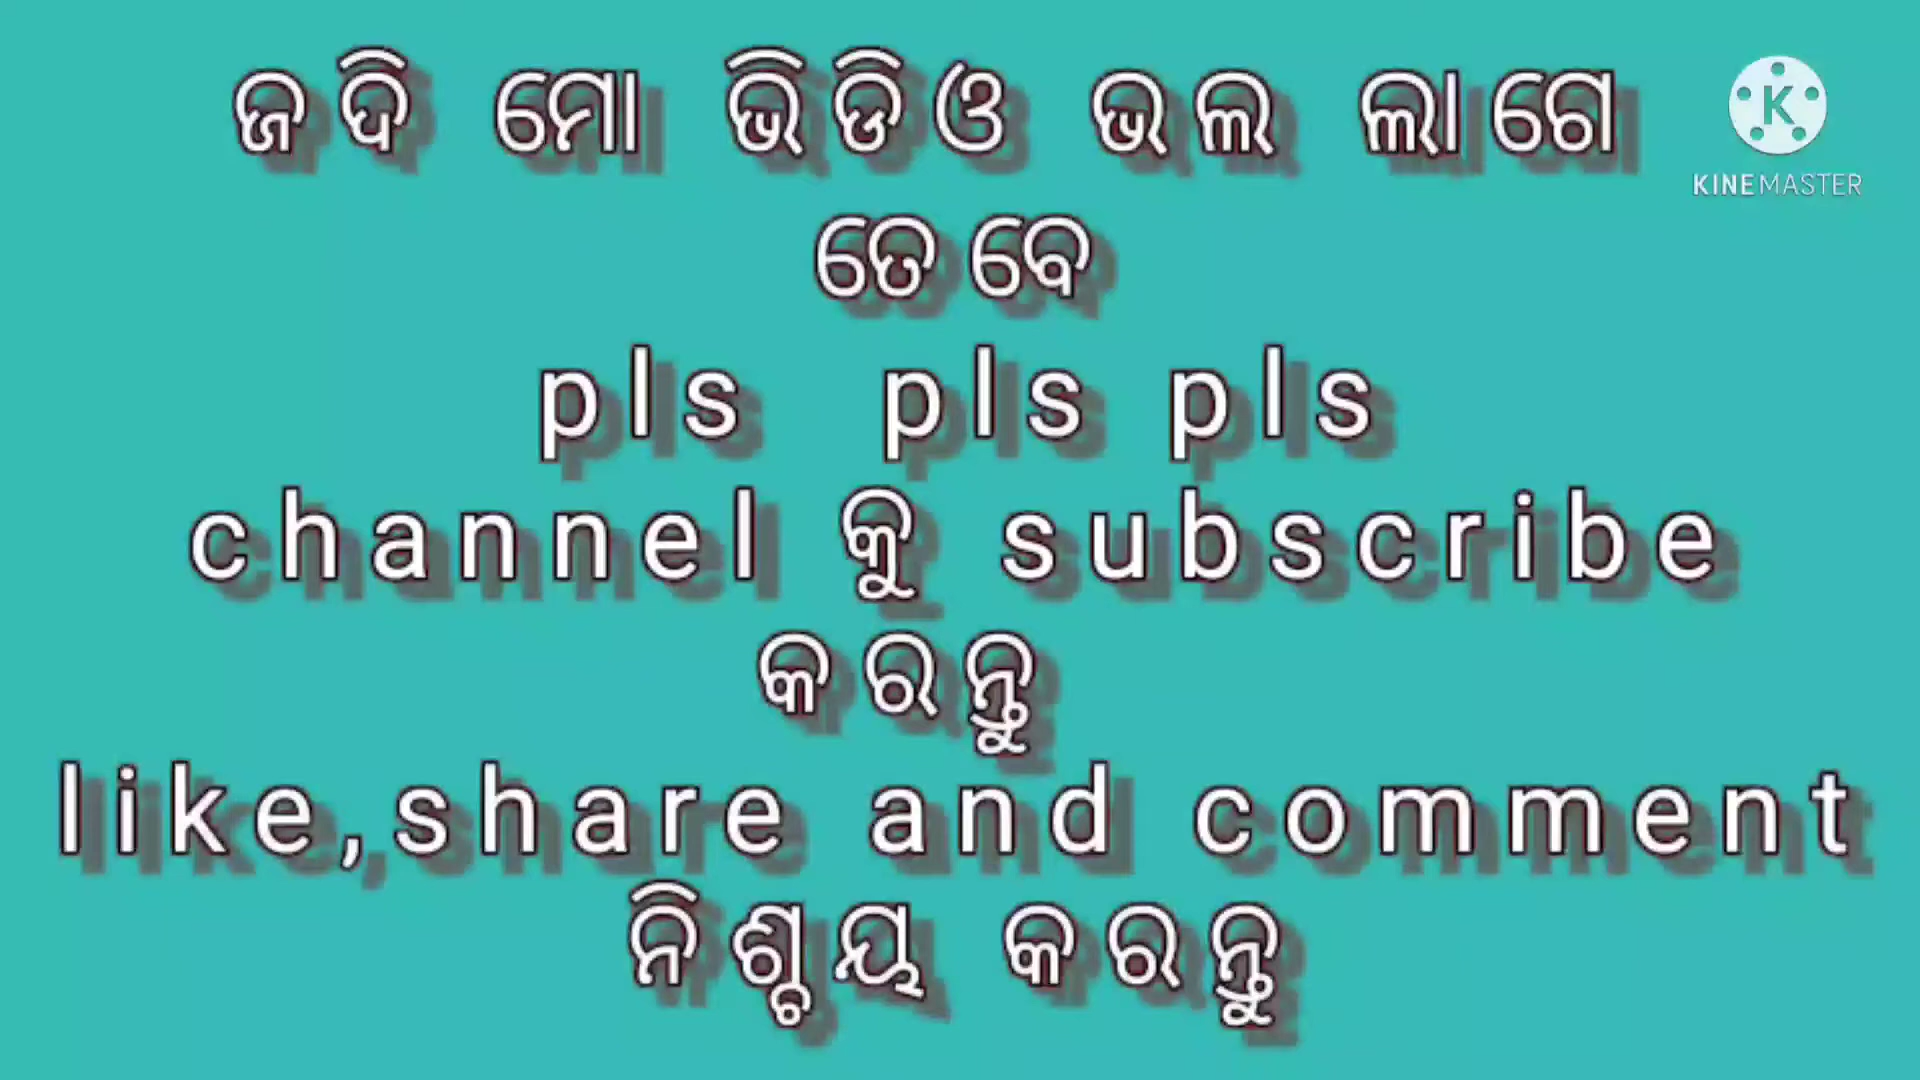 ଜଦି ମୋ ଭିଡିଓ ଭଲ ଲାଗେ
ତେବେ
pls pls pls
channel କୁ subscribe
କରନ୍ତୁ
like,share and comment
ନିଶ୍ଚୟ କରନ୍ତୁ
K
KINEMASTER